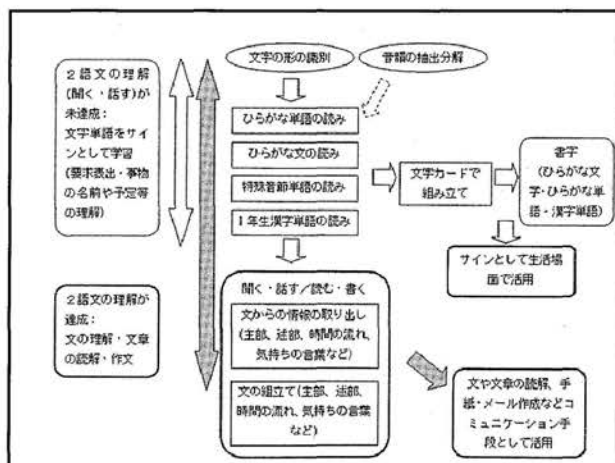 文字の形の識別
音韻の抽出分解
2語文の理解
(聞く・話す)が
未達成:
文字単語をサイ
ンとして学習
(要求表出・事物
の名前や予定等
の理解)
ひらがな単語の読み
ひらがな文の読み
特殊音節単語の読み
1年生漢字単語の読み
文字カードで
組み立て
書字
(ひらがな文
字・ひらがな単
語・漢字単語)
サインとして生活場
面で活用
2語文の理解が
達成:
文の理解・文章
の読解・作文
聞く・話す/読む・書く
文からの情報の取り出し
(主部、述部、時間の流れ、
気持ちの言葉など)
文の組立て(主部、述部、
時間の流れ、気持ちの言葉
など)
文や文章の読解、手
紙・メール作成などコ
ミュニケーション手
段として活用